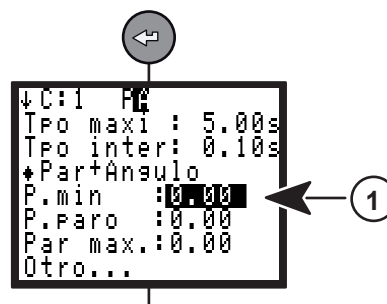 ↓C:1 PA
Tpo maxi : 5.00s
Tpo inter: 0.10s
♦Par+Angulo
P.min :0.00
P.paro :0.00
Par max.:0.00
Otro...
1